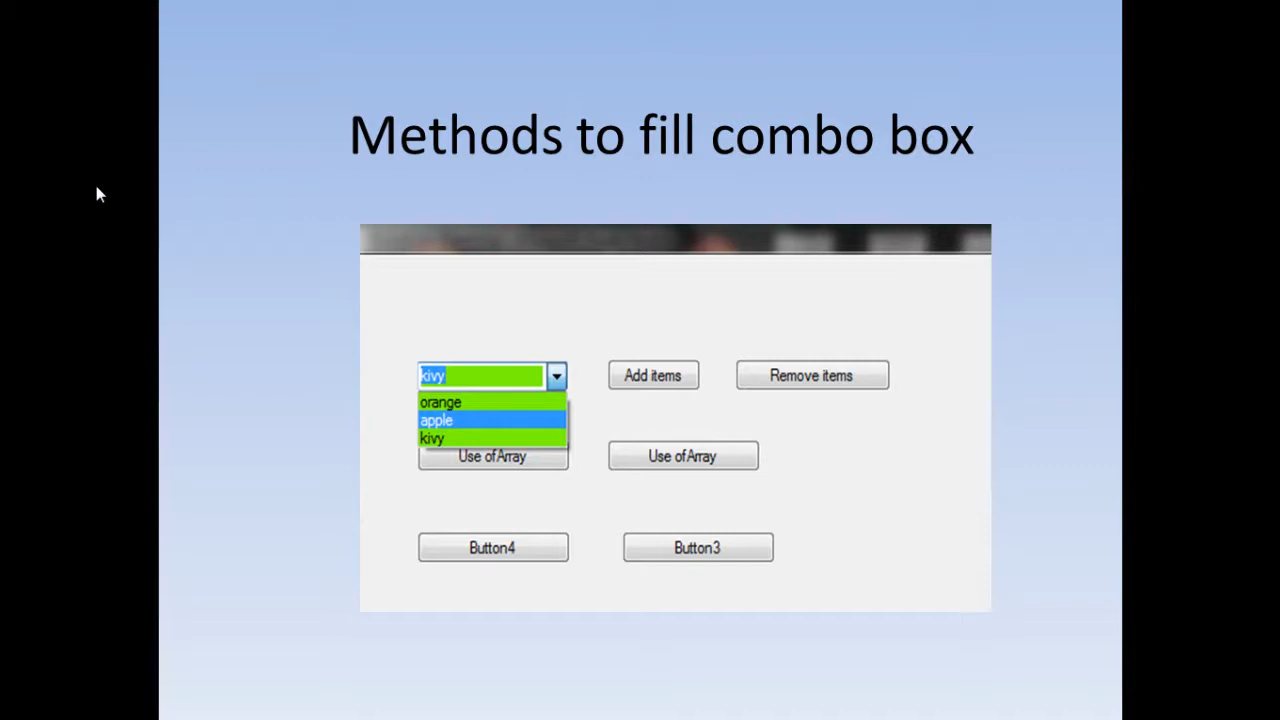 Methods to fill combo box
kivy
Add items
Remove items
orange
apple
kivy
Use of Array
Use of Array
Button4
Button3